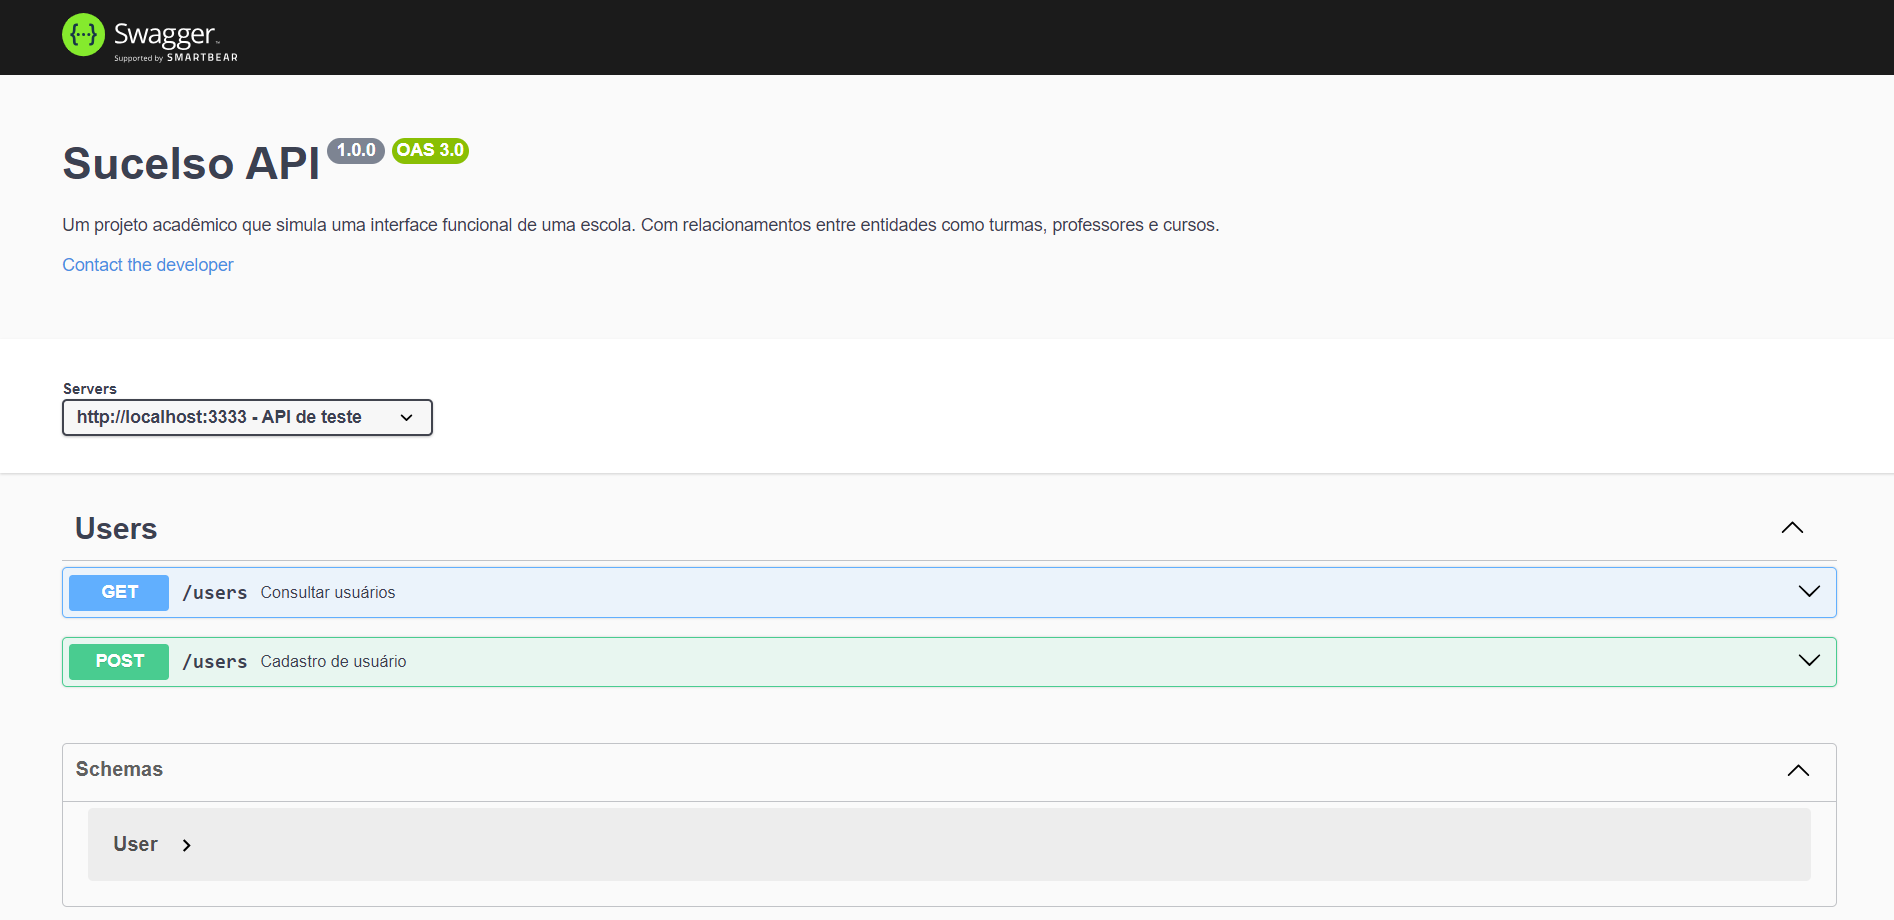 {···} Swagger™
Supported by SMARTBEAR
Sucelso API 1.0.0 OAS 3.0
Um projeto acadêmico que simula uma interface funcional de uma escola. Com relacionamentos entre entidades como turmas, professores e cursos.
Contact the developer
Servers
http://localhost:3333 - API de teste
Users
GET /users Consultar usuários
POST /users Cadastro de usuário
Schemas
User